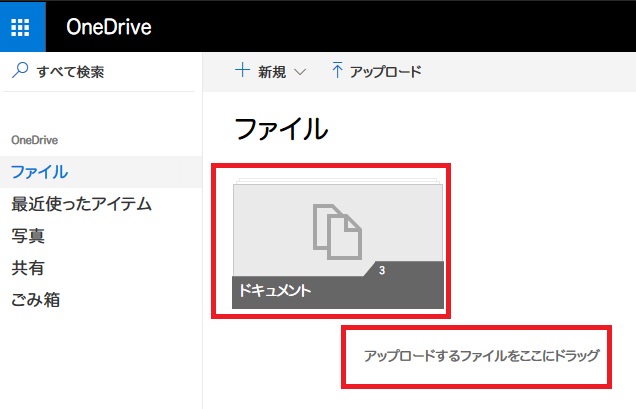 OneDrive
すべて検索
新規
アップロード
OneDrive
ファイル
最近使ったアイテム
写真
共有
ごみ箱
ファイル
3
ドキュメント
アップロードするファイルをここにドラッグ